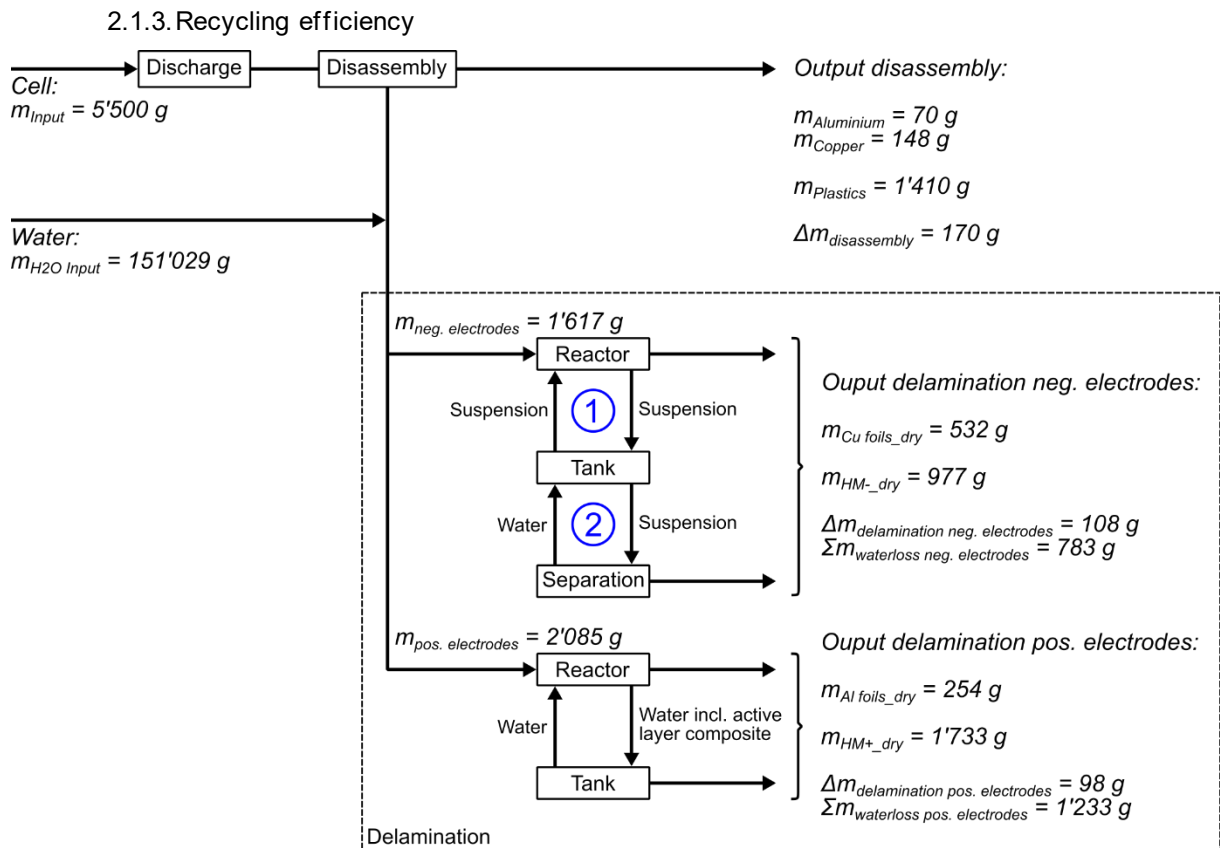 2.1.3. Recycling efficiency
Discharge
Disassembly
Cell:
m_Input = 5'500 g
Output disassembly:
m_Aluminium = 70 g
m_Copper = 148 g
m_Plastics = 1'410 g
Δm_disassembly = 170 g
Water:
m_H2O Input = 151'029 g
m_neg. electrodes = 1'617 g
Reactor
Suspension
1
Suspension
Tank
Water
2
Suspension
Separation
Ouput delamination neg. electrodes:
m_Cu foils_dry = 532 g
m_HM-_dry = 977 g
Δm_delamination neg. electrodes = 108 g
Σm_waterloss neg. electrodes = 783 g
m_pos. electrodes = 2'085 g
Reactor
Water
Water incl. active
layer composite
Tank
Ouput delamination pos. electrodes:
m_Al foils_dry = 254 g
m_HM+_dry = 1'733 g
Δm_delamination pos. electrodes = 98 g
Σm_waterloss pos. electrodes = 1'233 g
Delamination